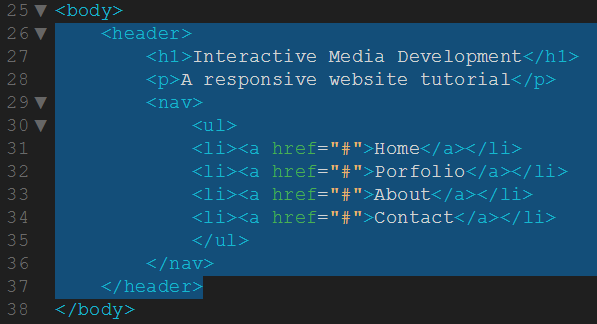 25 <body>
26 <header>
27 <h1>Interactive Media Development</h1>
28 <p>A responsive website tutorial</p>
29 <nav>
30 <ul>
31 <li><a href="#">Home</a></li>
32 <li><a href="#">Porfolio</a></li>
33 <li><a href="#">About</a></li>
34 <li><a href="#">Contact</a></li>
35 </ul>
36 </nav>
37 </header>
38 </body>